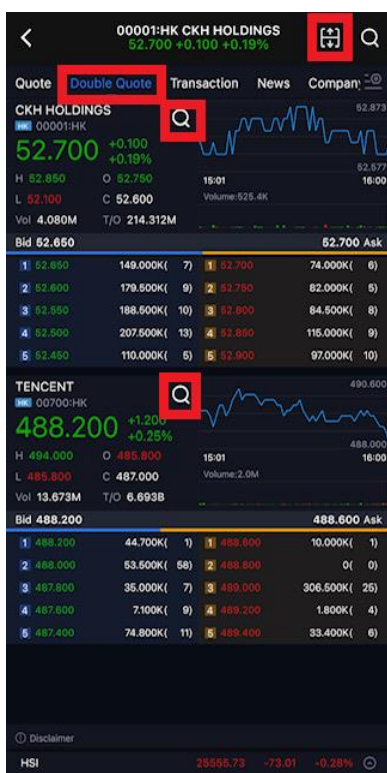 00001:HK CKH HOLDINGS
52.700 +0.100 +0.19%
Quote Double Quote Transaction News Company
CKH HOLDINGS
HK 00001:HK
52.700 +0.100
+0.19%
H 52.850 O 52.750
L 52.100 C 52.600
Vol 4.080M T/O 214.312M
52.873
52.577
15:01 16:00
Volume:525.4K
Bid 52.650 52.700 Ask
1 52.650 149.000K( 7) 1 52.700 74.000K( 6)
2 52.600 179.500K( 9) 2 52.750 82.000K( 5)
3 52.550 188.500K( 10) 3 52.800 84.500K( 8)
4 52.500 207.500K( 13) 4 52.850 115.000K( 9)
5 52.450 110.000K( 5) 5 52.900 97.000K( 10)
TENCENT
HK 00700:HK
488.200 +1.200
+0.25%
H 494.000 O 485.800
L 485.800 C 487.000
Vol 13.673M T/O 6.693B
490.600
488.000
15:01 16:00
Volume:2.0M
Bid 488.200 488.600 Ask
1 488.200 44.700K( 1) 1 488.600 10.000K( 1)
2 488.000 53.500K( 58) 2 488.800 0( 0)
3 487.800 35.000K( 7) 3 489.000 306.500K( 25)
4 487.600 7.100K( 9) 4 489.200 1.800K( 4)
5 487.400 74.800K( 11) 5 489.400 33.400K( 6)
Disclaimer
HSI 25555.73 -73.01 -0.28%